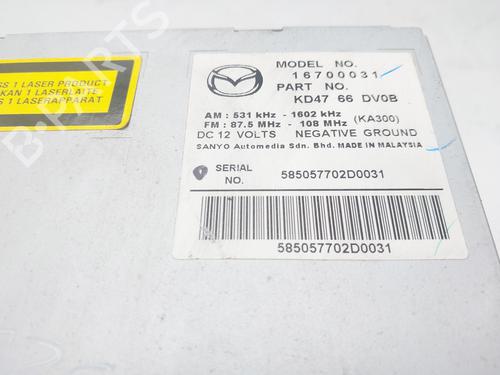 SS 1 LASER PRODUCT
KAN 1 LASERLAITE
S 1 LASERAPPARAT
MODEL NO.
16700031
PART NO.
KD47 66 DV0B
AM : 531 kHz - 1602 kHz (KA300)
FM : 87.5 MHz - 108 MHz
DC 12 VOLTS NEGATIVE GROUND
SANYO Automedia Sdn. Bhd. MADE IN MALAYSIA
SERIAL NO. 585057702D0031
585057702D0031
B-PARTS